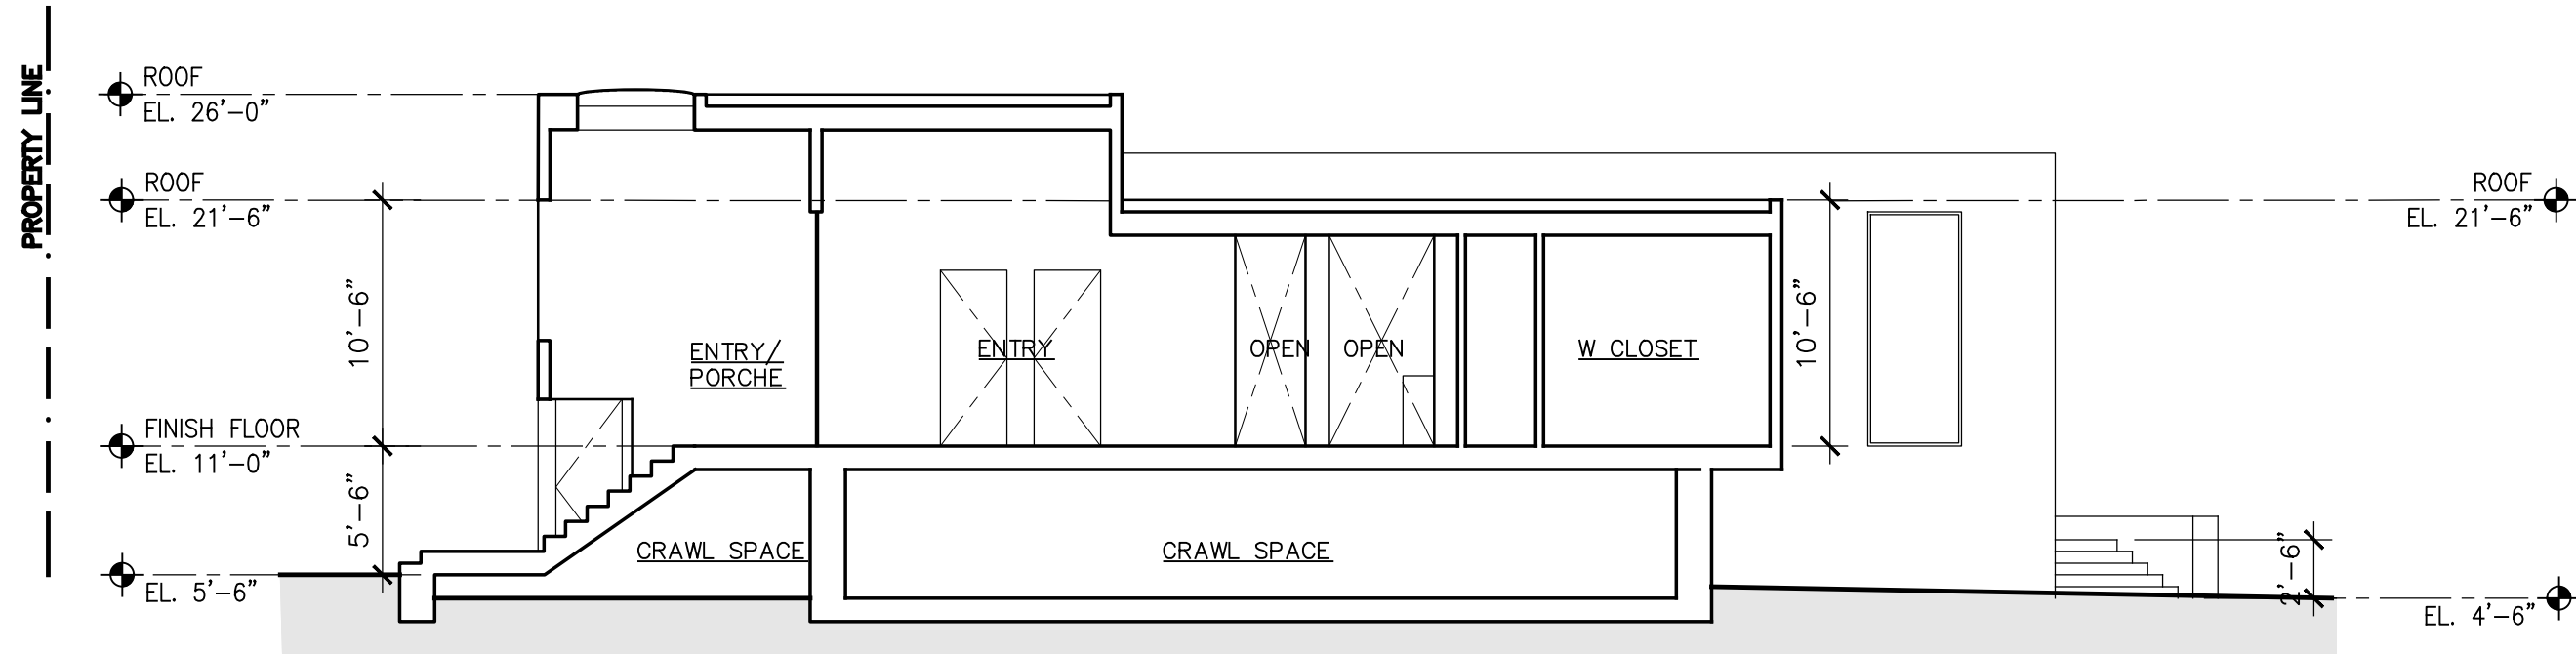 PROPERTY LINE
ROOF
EL. 26'-0"
ROOF
EL. 21'-6"
ROOF
EL. 21'-6"
10'-6"
10'-6"
ENTRY/
PORCHE
ENTRY
OPEN
OPEN
W CLOSET
FINISH FLOOR
EL. 11'-0"
5'-6"
CRAWL SPACE
CRAWL SPACE
2'-6"
EL. 5'-6"
EL. 4'-6"